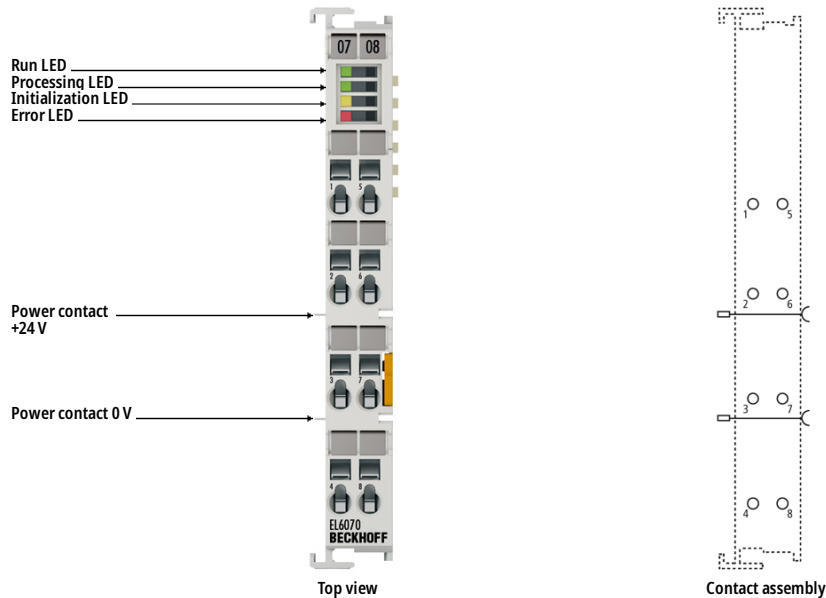 07 08
Run LED
Processing LED
Initialization LED
Error LED
1 5
1 5
2 6
2 6
Power contact
+24 V
3 7
3 7
Power contact 0 V
4 8
4 8
EL6070
BECKHOFF
Top view
Contact assembly